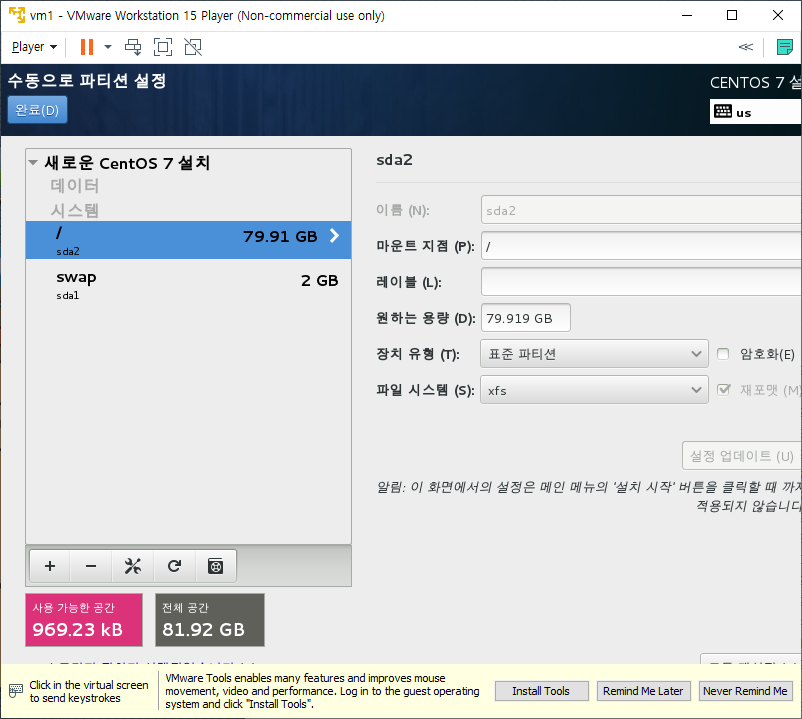 vm1 - VMware Workstation 15 Player (Non-commercial use only)
Player
수동으로 파티션 설정
완료(D)
CENTOS 7 설
us
새로운 CentOS 7 설치
데이터
시스템
/ 79.91 GB
sda2
swap 2 GB
sda1
sda2
이름 (N): sda2
마운트 지점 (P): /
레이블 (L):
원하는 용량 (D): 79.919 GB
장치 유형 (T): 표준 파티션 암호화(E)
파일 시스템 (S): xfs 재포맷 (M)
설정 업데이트 (U)
알림: 이 화면에서의 설정은 메인 메뉴의 '설치 시작' 버튼을 클릭할 때 까지
적용되지 않습니다
사용 가능한 공간
969.23 kB
전체 공간
81.92 GB
Click in the virtual screen
to send keystrokes
VMware Tools enables many features and improves mouse
movement, video and performance. Log in to the guest operating
system and click "Install Tools".
Install Tools
Remind Me Later
Never Remind Me